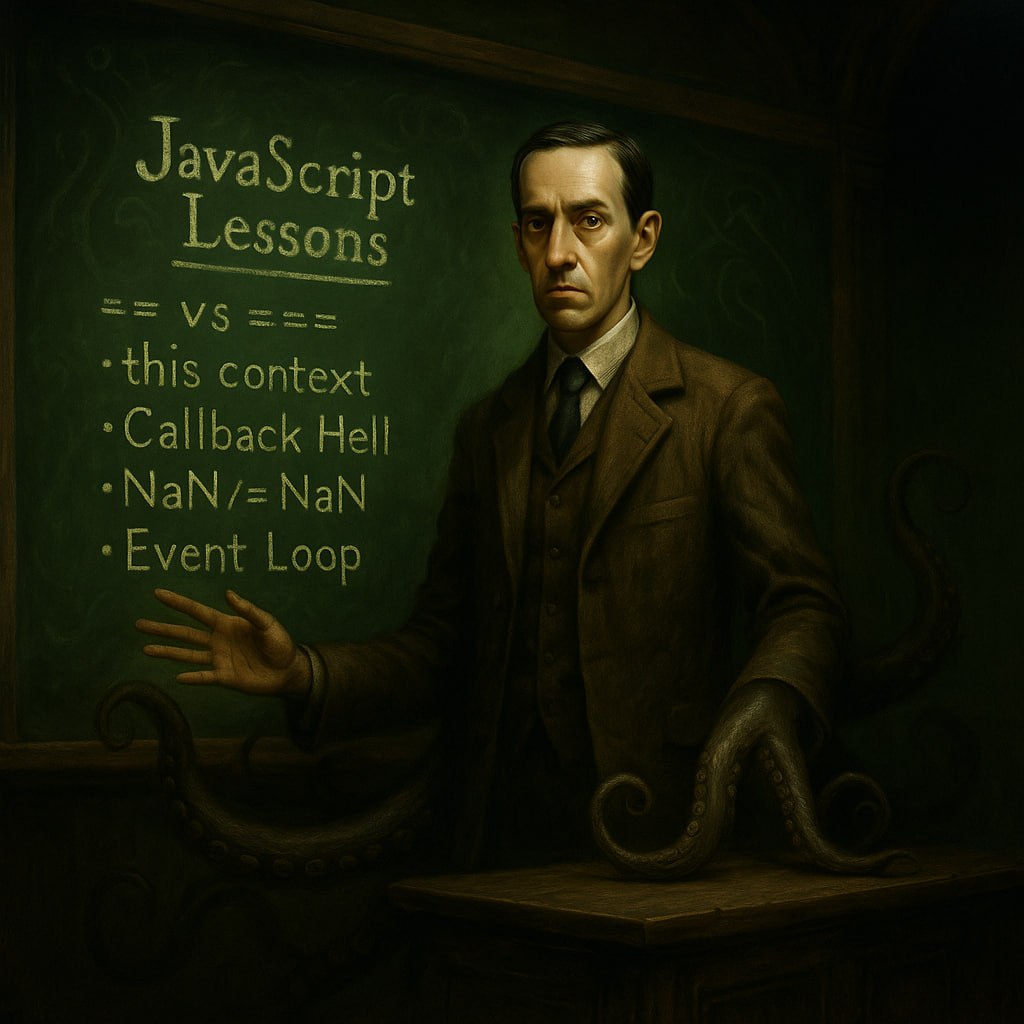 JavaScript
Lessons
== vs ===
• this context
• Callback Hell
• NaN /= NaN
• Event Loop